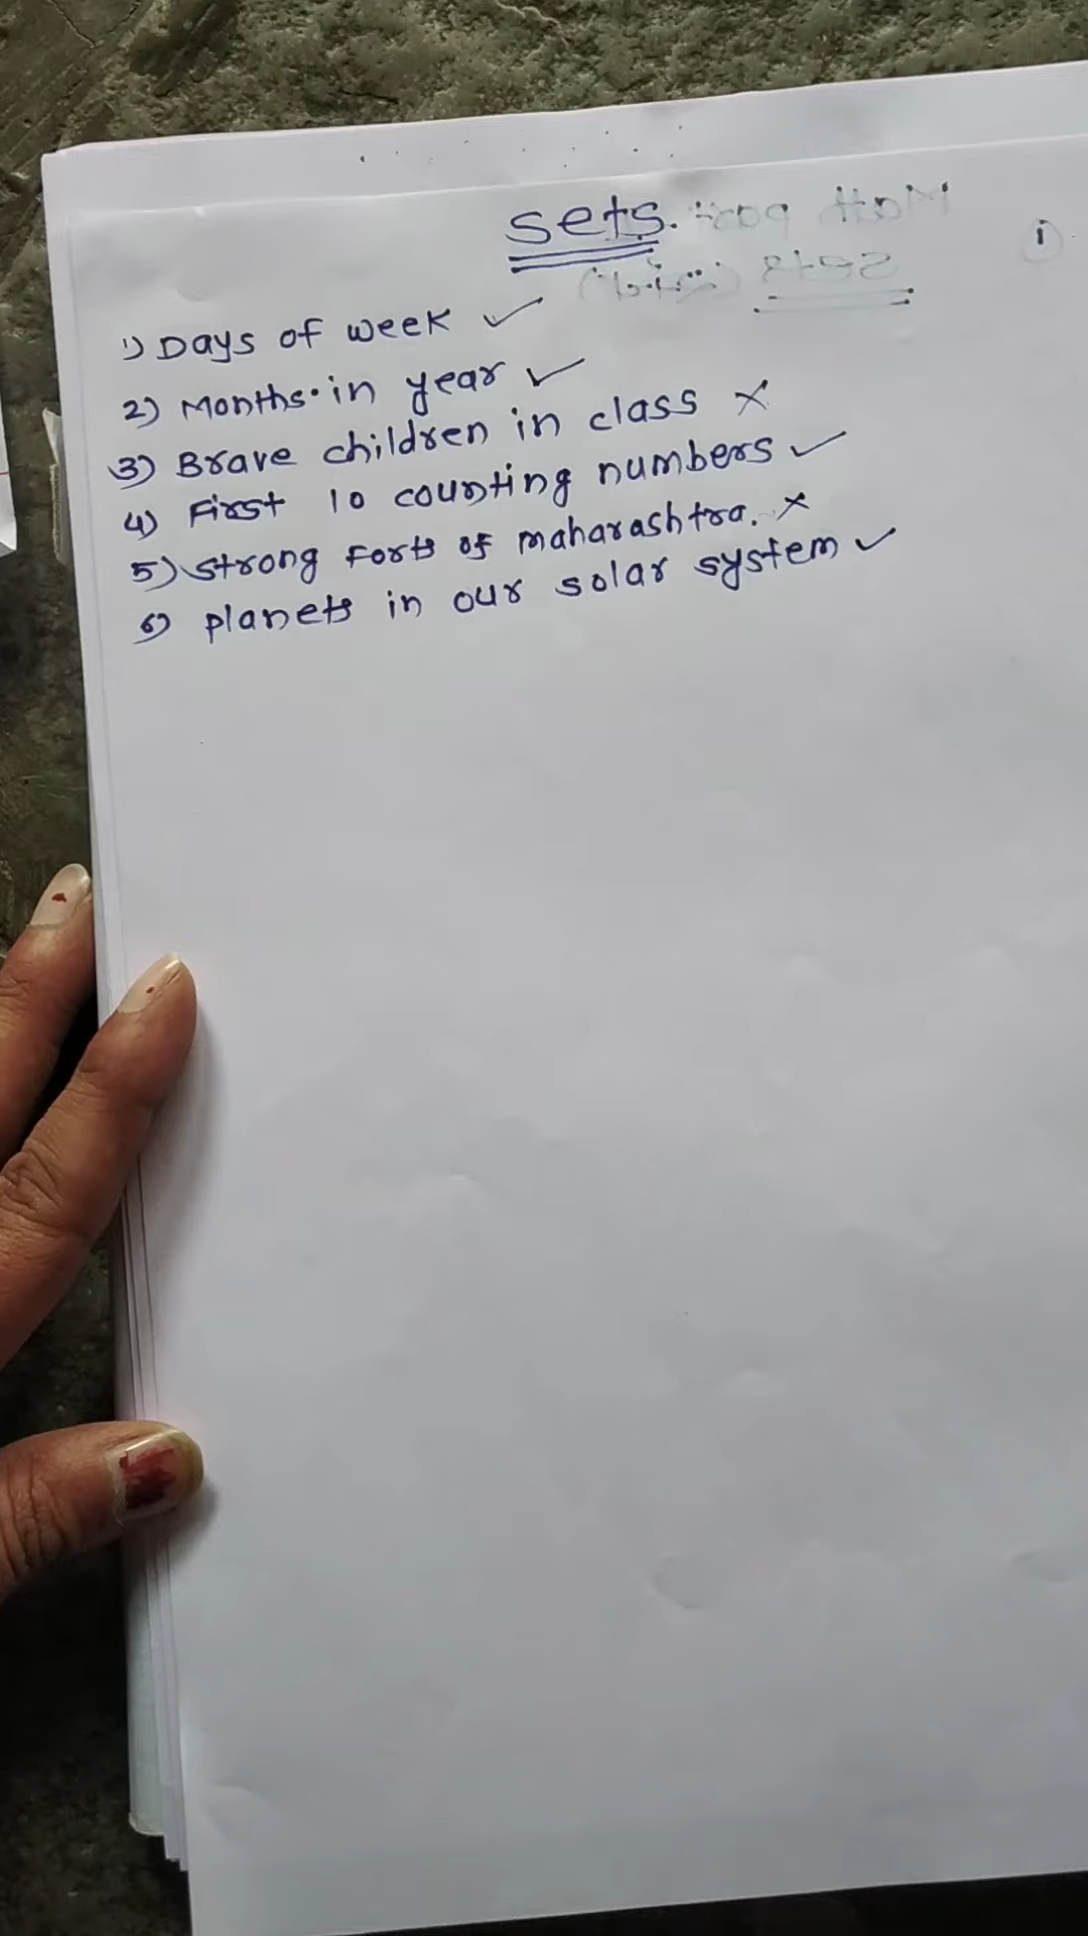 sets.
1) Days of week ✓
2) Months in year ✓
3) Brave children in class ✗
4) First 10 counting numbers ✓
5) strong forts of maharashtra. ✗
6) planets in our solar system ✓